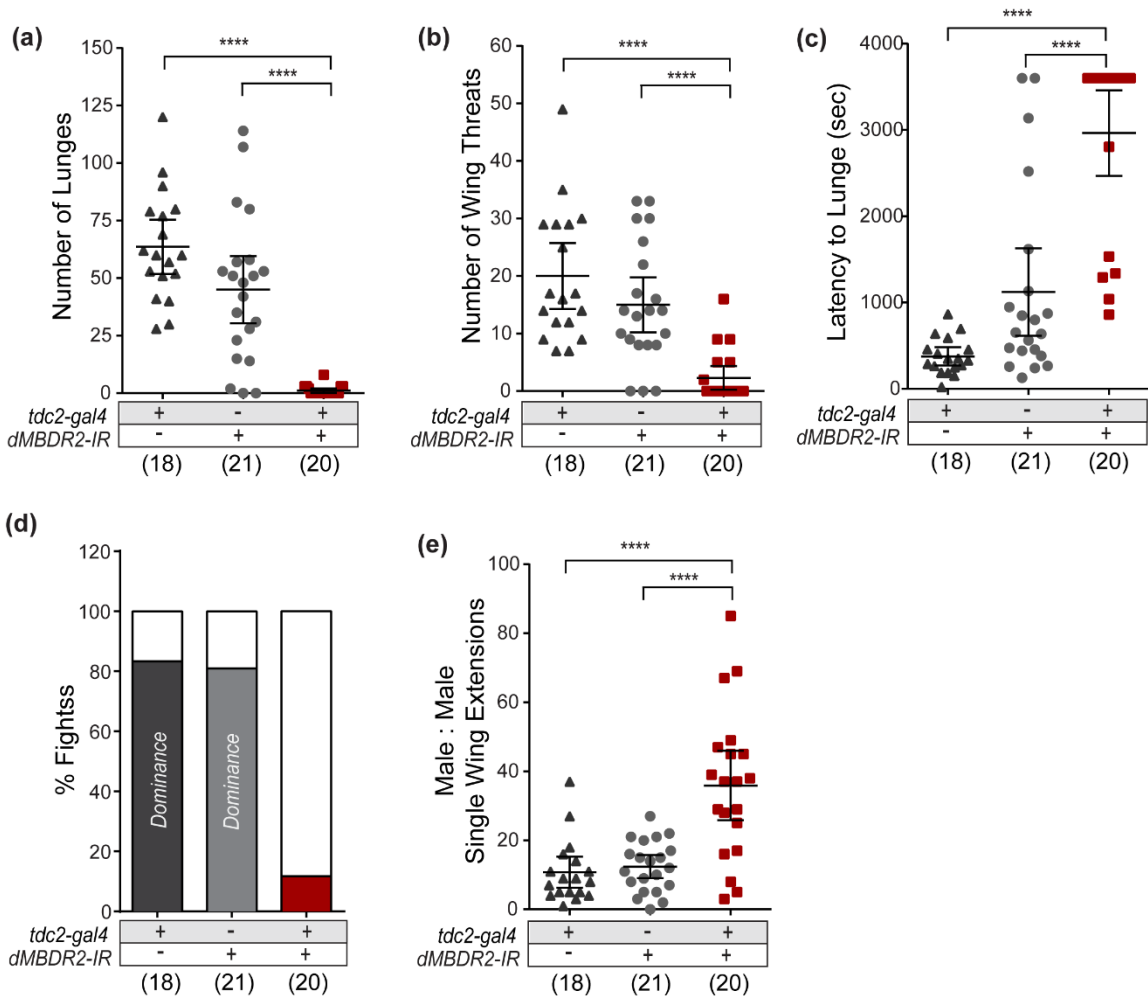 (a)
Number of Lunges
150
125
100
75
50
25
0
****
****
tdc2-gal4 + - +
dMBDR2-IR - + +
(18) (21) (20)
(b)
Number of Wing Threats
60
50
40
30
20
10
0
****
****
+ - +
- + +
(18) (21) (20)
(c)
Latency to Lunge (sec)
4000
3000
2000
1000
0
****
****
tdc2-gal4 + - +
dMBDR2-IR - + +
(18) (21) (20)
(d)
% Fightss
120
100
80
60
40
20
0
Dominance
Dominance
tdc2-gal4 + - +
dMBDR2-IR - + +
(18) (21) (20)
(e)
Male : Male
Single Wing Extensions
100
80
60
40
20
0
****
****
tdc2-gal4 + - +
dMBDR2-IR - + +
(18) (21) (20)